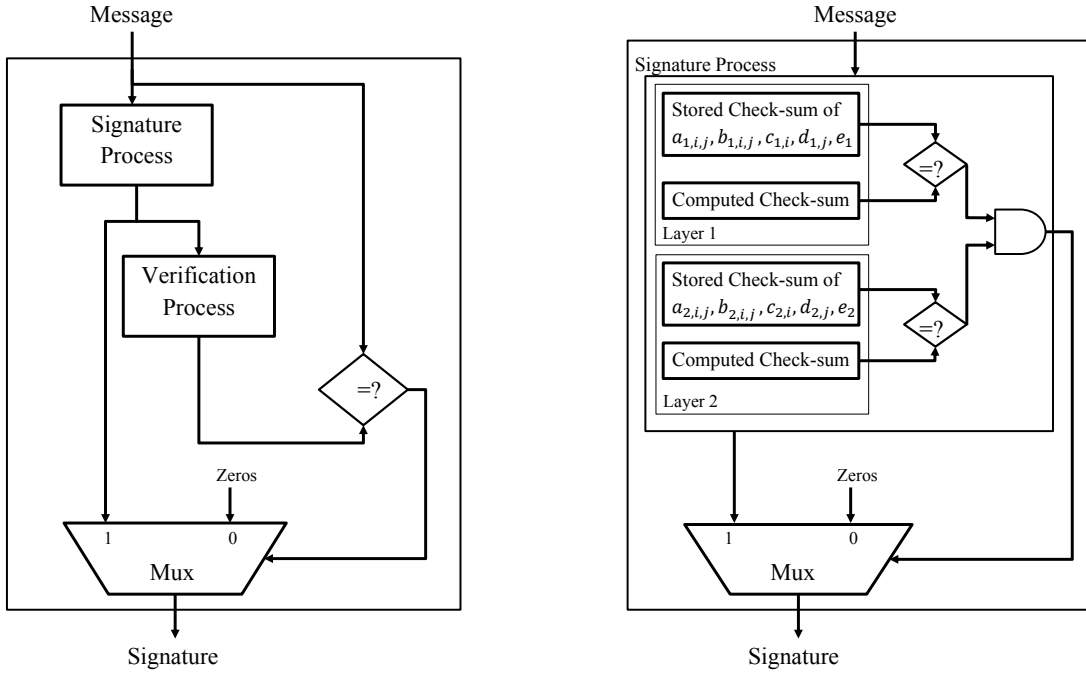 Message
Signature
Process
Verification
Process
=?
Zeros
1
0
Mux
Signature
Message
Signature Process
Stored Check-sum of
a₁,ᵢ,ⱼ, b₁,ᵢ,ⱼ, c₁,ᵢ, d₁,ⱼ, e₁
=?
Computed Check-sum
Layer 1
Stored Check-sum of
a₂,ᵢ,ⱼ, b₂,ᵢ,ⱼ, c₂,ᵢ, d₂,ⱼ, e₂
=?
Computed Check-sum
Layer 2
Zeros
1
0
Mux
Signature